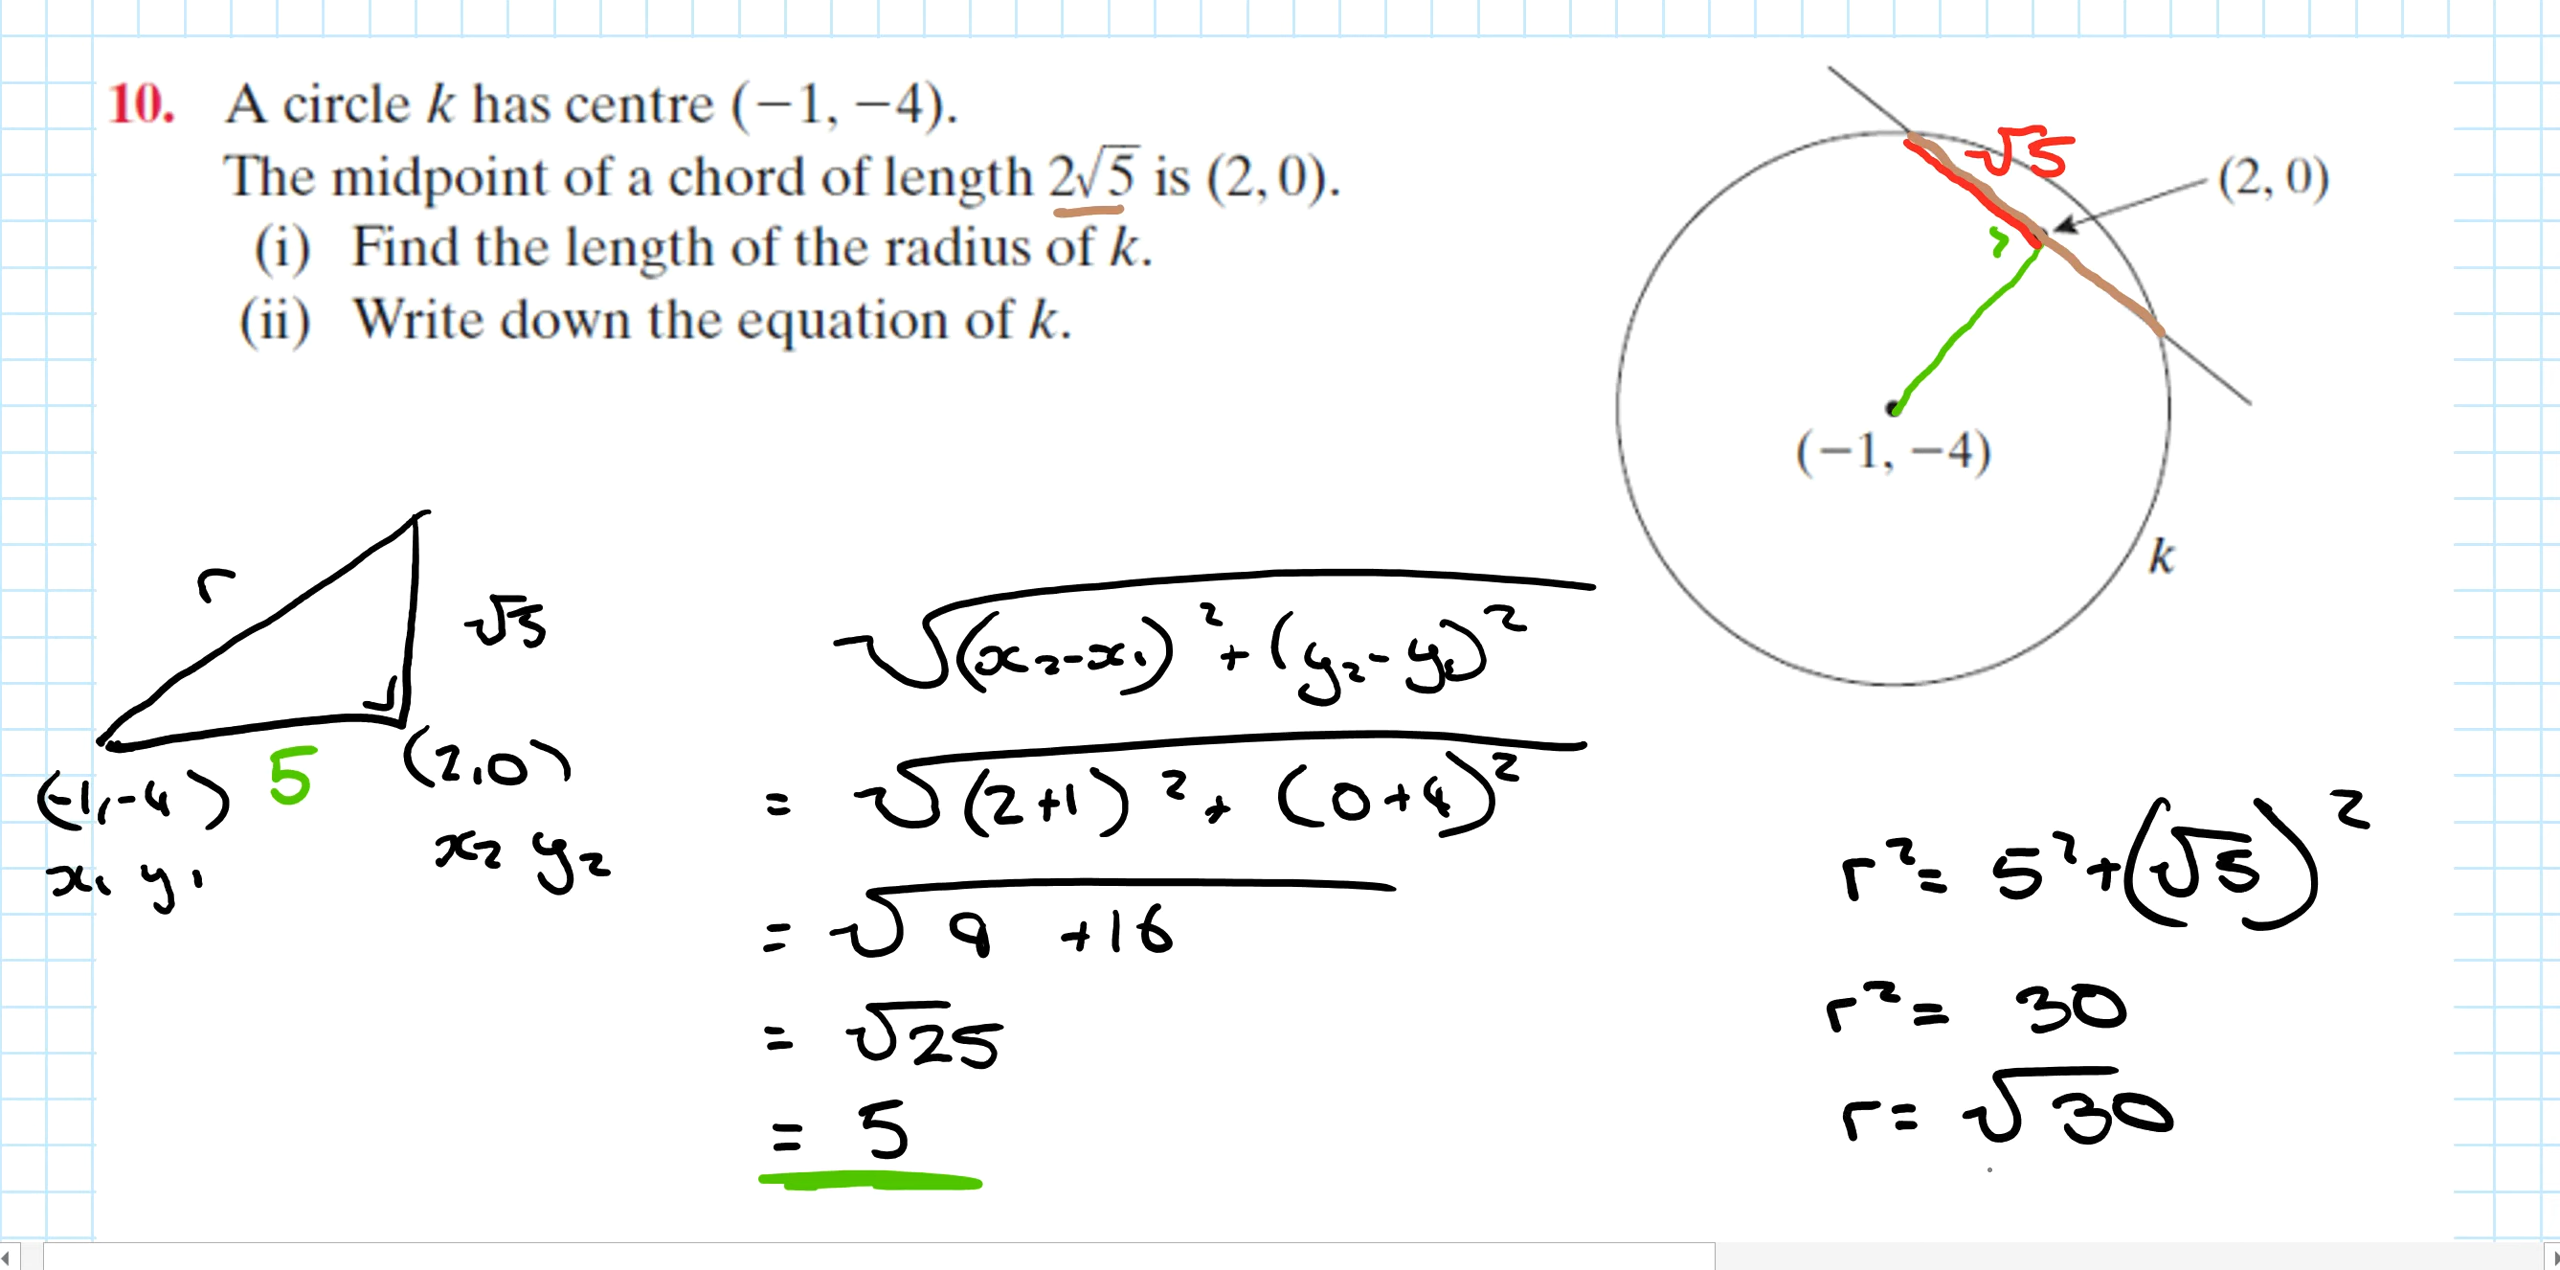 10. A circle k has centre (−1, −4).
The midpoint of a chord of length 2√5 is (2, 0).
(i) Find the length of the radius of k.
(ii) Write down the equation of k.
√5
(2, 0)
(−1, −4)
k
r
√5
5
(-1,-4)
(2,0)
x₁ y₁
x₂ y₂
√(x₂-x₁)² + (y₂-y₁)²
= √(2+1)² + (0+4)²
= √9 +16
= √25
= 5
r² = 5² + (√5)²
r² = 30
r = √30